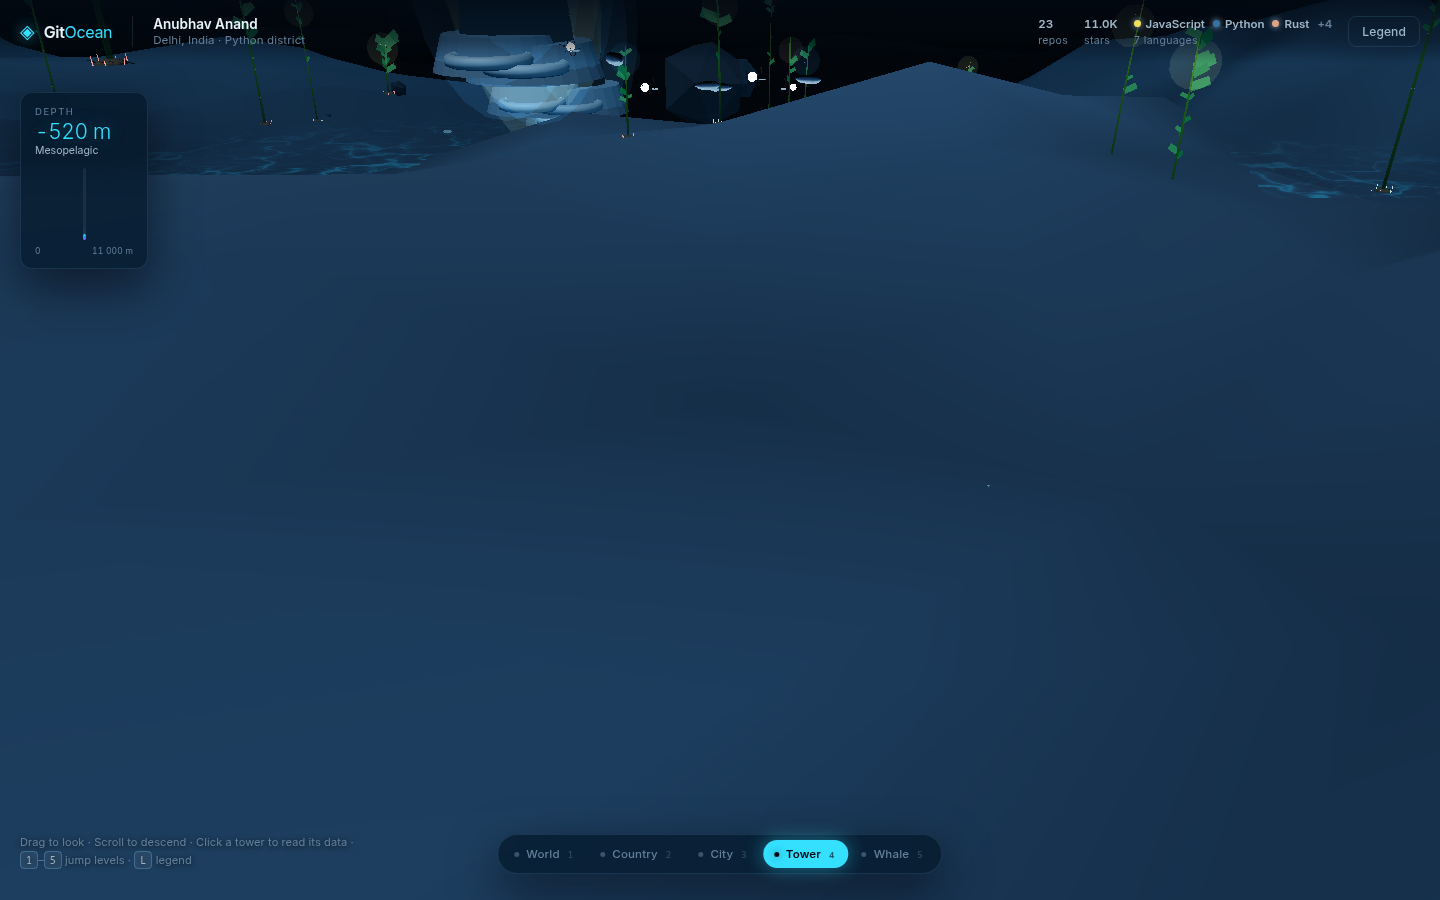 GitOcean
Anubhav Anand
Delhi, India · Python district
23 repos
11.0K stars
JavaScript Python Rust +4
7 languages
Legend
DEPTH
-520 m
Mesopelagic
0 11 000 m
Drag to look · Scroll to descend · Click a tower to read its data ·
1–5 jump levels · L legend
World 1
Country 2
City 3
Tower 4
Whale 5